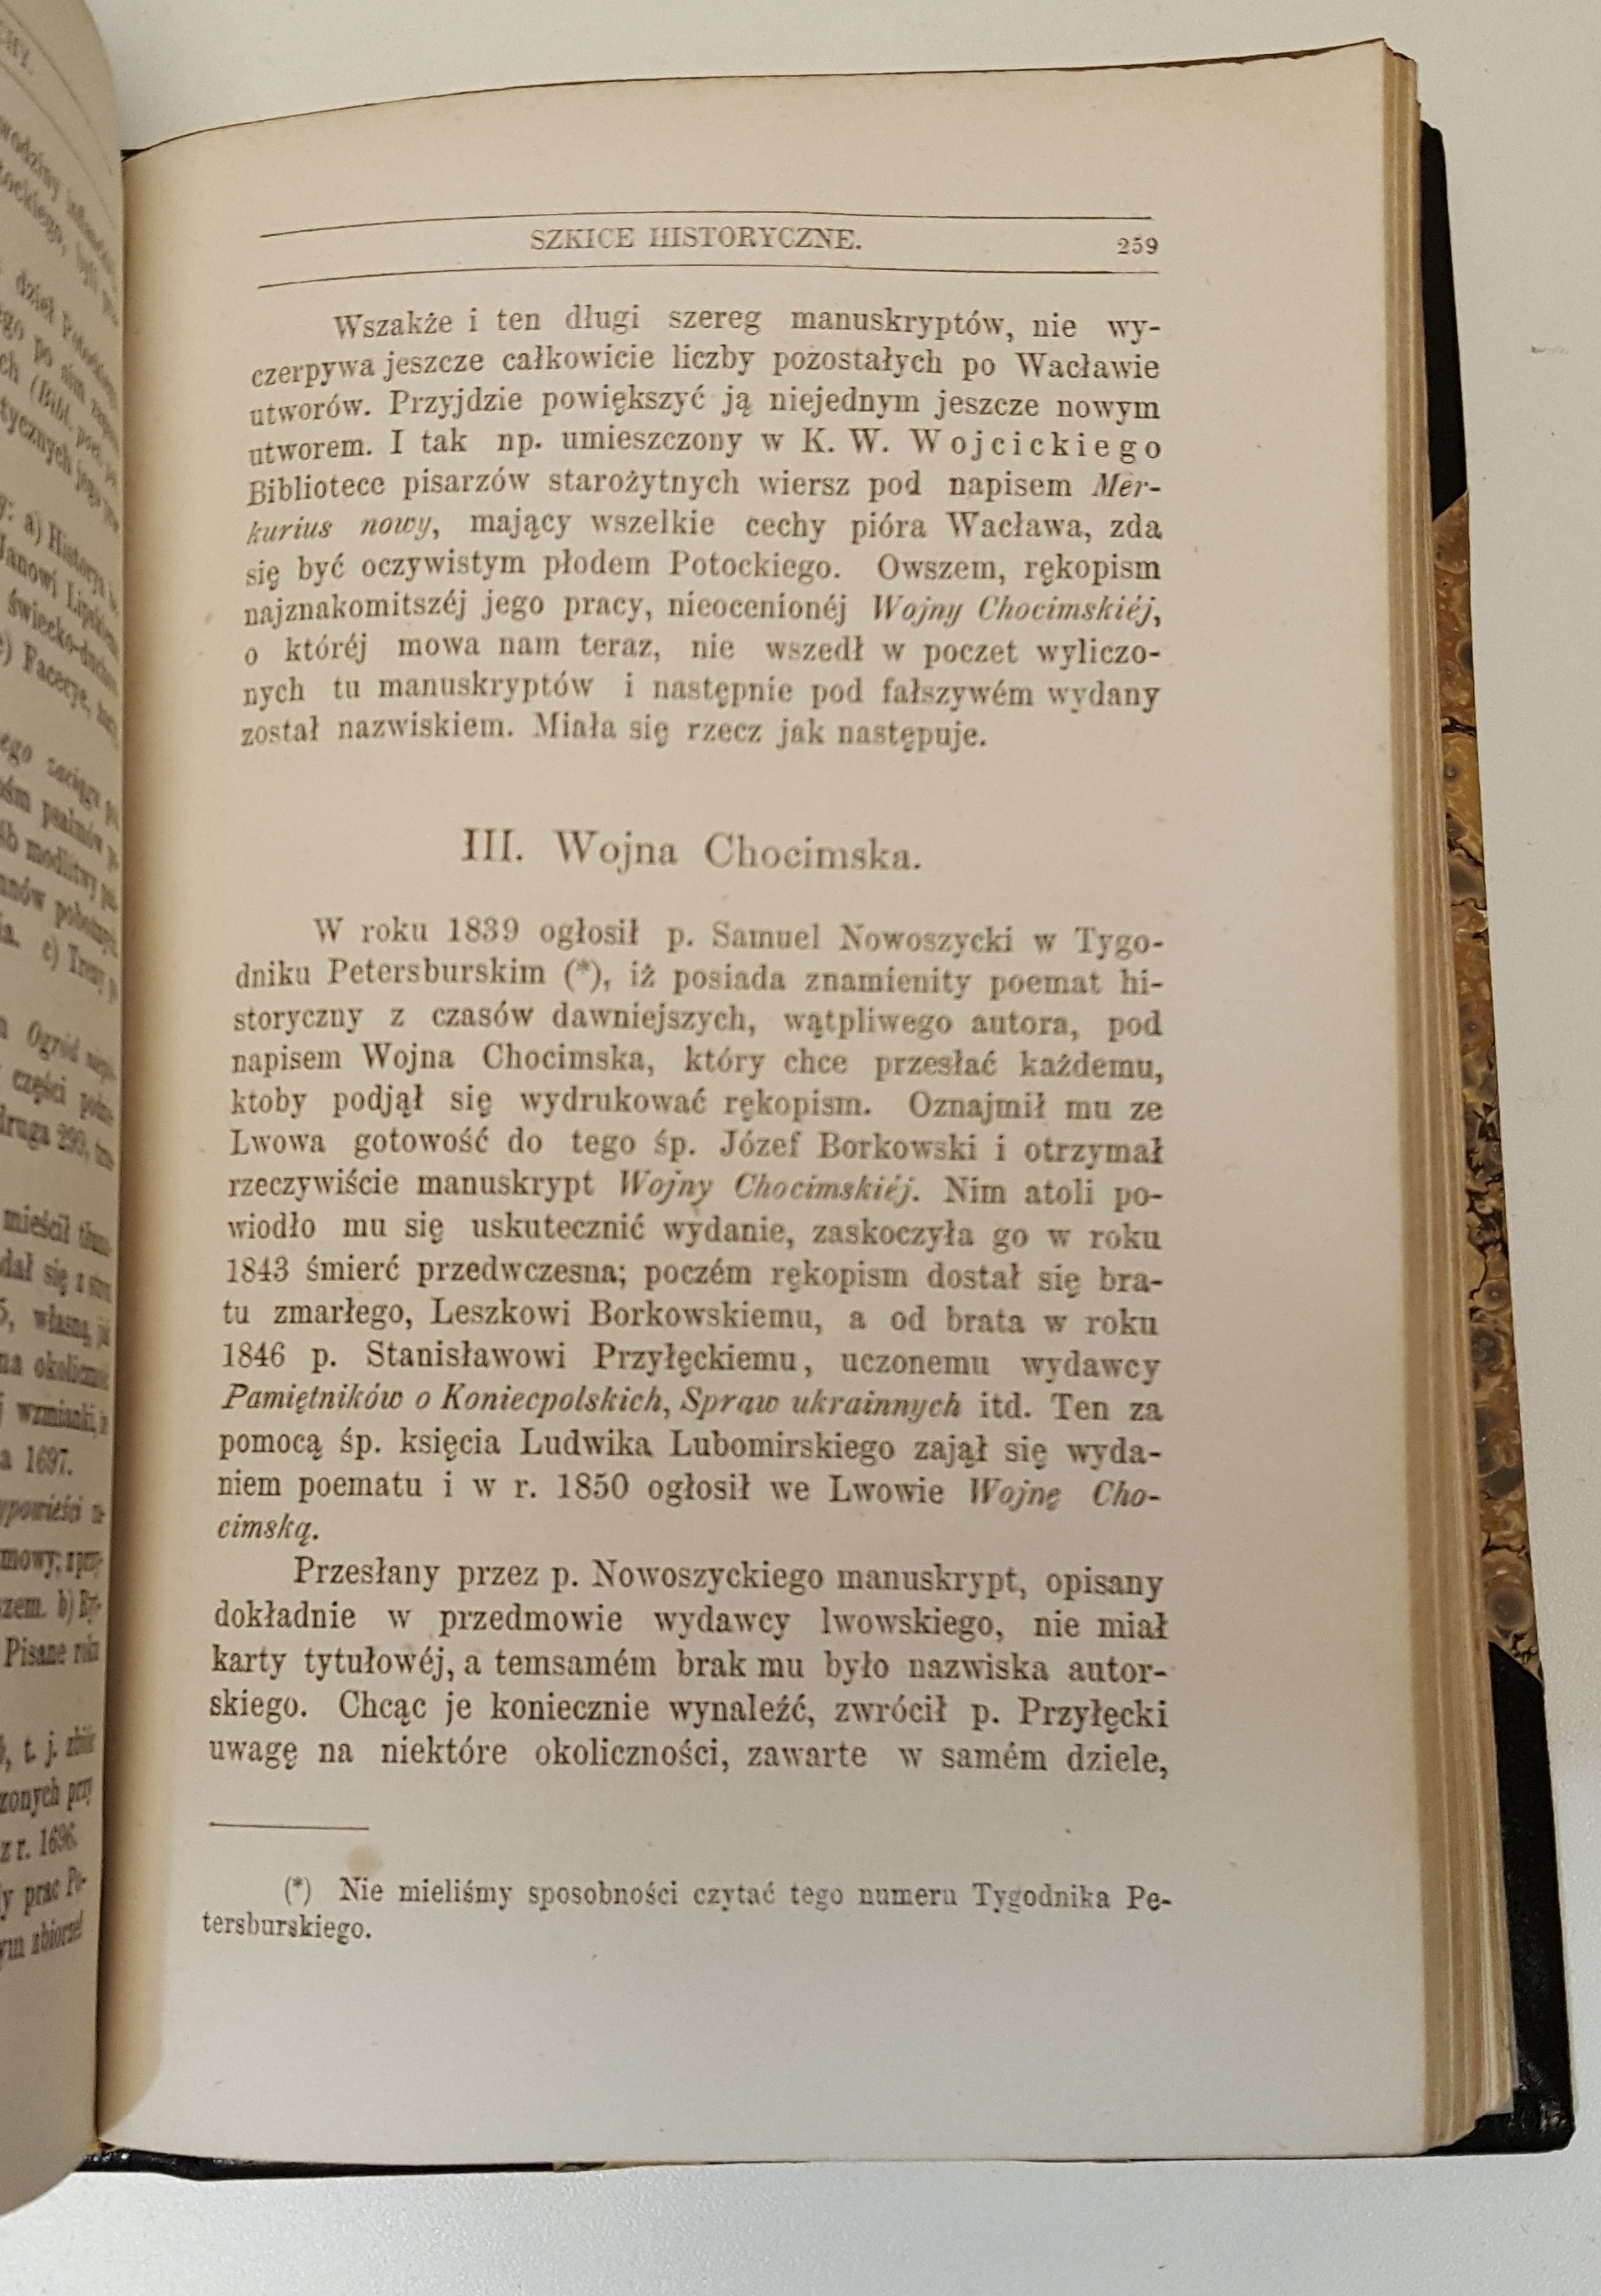 SZKICE HISTORYCZNE. 259
Wszakże i ten długi szereg manuskryptów, nie wy-
czerpywa jeszcze całkowicie liczby pozostałych po Wacławie
utworów. Przyjdzie powiększyć ją niejednym jeszcze nowym
utworem. I tak np. umieszczony w K. W. Wojcickiego
Bibliotece pisarzów starożytnych wiersz pod napisem Mer-
kurius nowy, mający wszelkie cechy pióra Wacława, zda
się być oczywistym płodem Potockiego. Owszem, rękopism
najznakomitszéj jego pracy, nieocenionéj Wojny Chocimskiéj,
o któréj mowa nam teraz, nie wszedł w poczet wyliczo-
nych tu manuskryptów i następnie pod fałszywém wydany
został nazwiskiem. Miała się rzecz jak następuje.
III. Wojna Chocimska.
W roku 1839 ogłosił p. Samuel Nowoszycki w Tygo-
dniku Petersburskim (*), iż posiada znamienity poemat hi-
storyczny z czasów dawniejszych, wątpliwego autora, pod
napisem Wojna Chocimska, który chce przesłać każdemu,
ktoby podjął się wydrukować rękopism. Oznajmił mu ze
Lwowa gotowość do tego śp. Józef Borkowski i otrzymał
rzeczywiście manuskrypt Wojny Chocimskiéj. Nim atoli po-
wiodło mu się uskutecznić wydanie, zaskoczyła go w roku
1843 śmierć przedwczesna; poczém rękopism dostał się bra-
tu zmarłego, Leszkowi Borkowskiemu, a od brata w roku
1846 p. Stanisławowi Przyłęckiemu, uczonemu wydawcy
Pamiętników o Koniecpolskich, Spraw ukrainnych itd. Ten za
pomocą śp. księcia Ludwika Lubomirskiego zajął się wyda-
niem poematu i w r. 1850 ogłosił we Lwowie Wojnę Cho-
cimską.
Przesłany przez p. Nowoszyckiego manuskrypt, opisany
dokładnie w przedmowie wydawcy lwowskiego, nie miał
karty tytułowéj, a temsamém brak mu było nazwiska autor-
skiego. Chcąc je koniecznie wynaleźć, zwrócił p. Przyłęcki
uwagę na niektóre okoliczności, zawarte w samém dziele,
(*) Nie mieliśmy sposobności czytać tego numeru Tygodnika Pe-
tersburskiego.